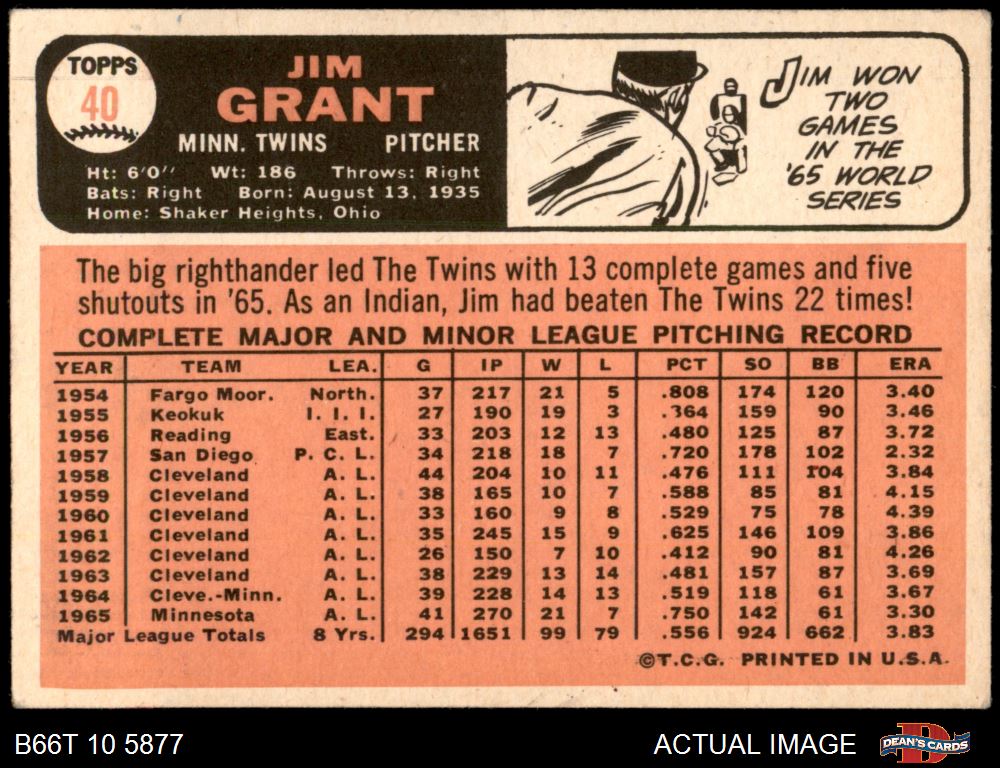 TOPPS
40
JIM
GRANT
MINN. TWINS PITCHER
Ht: 6'0" Wt: 186 Throws: Right
Bats: Right Born: August 13, 1935
Home: Shaker Heights, Ohio
JIM WON
TWO
GAMES
IN THE
'65 WORLD
SERIES
The big righthander led The Twins with 13 complete games and five
shutouts in '65. As an Indian, Jim had beaten The Twins 22 times!
COMPLETE MAJOR AND MINOR LEAGUE PITCHING RECORD
YEAR TEAM LEA. G IP W L PCT SO BB ERA
1954 Fargo Moor. North. 37 217 21 5 .808 174 120 3.40
1955 Keokuk I. I. I. 27 190 19 3 .364 159 90 3.46
1956 Reading East. 33 203 12 13 .480 125 87 3.72
1957 San Diego P. C. L. 34 218 18 7 .720 178 102 2.32
1958 Cleveland A. L. 44 204 10 11 .476 111 104 3.84
1959 Cleveland A. L. 38 165 10 7 .588 85 81 4.15
1960 Cleveland A. L. 33 160 9 8 .529 75 78 4.39
1961 Cleveland A. L. 35 245 15 9 .625 146 109 3.86
1962 Cleveland A. L. 26 150 7 10 .412 90 81 4.26
1963 Cleveland A. L. 38 229 13 14 .481 157 87 3.69
1964 Cleve.-Minn. A. L. 39 228 14 13 .519 118 61 3.67
1965 Minnesota A. L. 41 270 21 7 .750 142 61 3.30
Major League Totals 8 Yrs. 294 1651 99 79 .556 924 662 3.83
©T.C.G. PRINTED IN U.S.A.
B66T 10 5877
ACTUAL IMAGE
DEAN'S CARDS